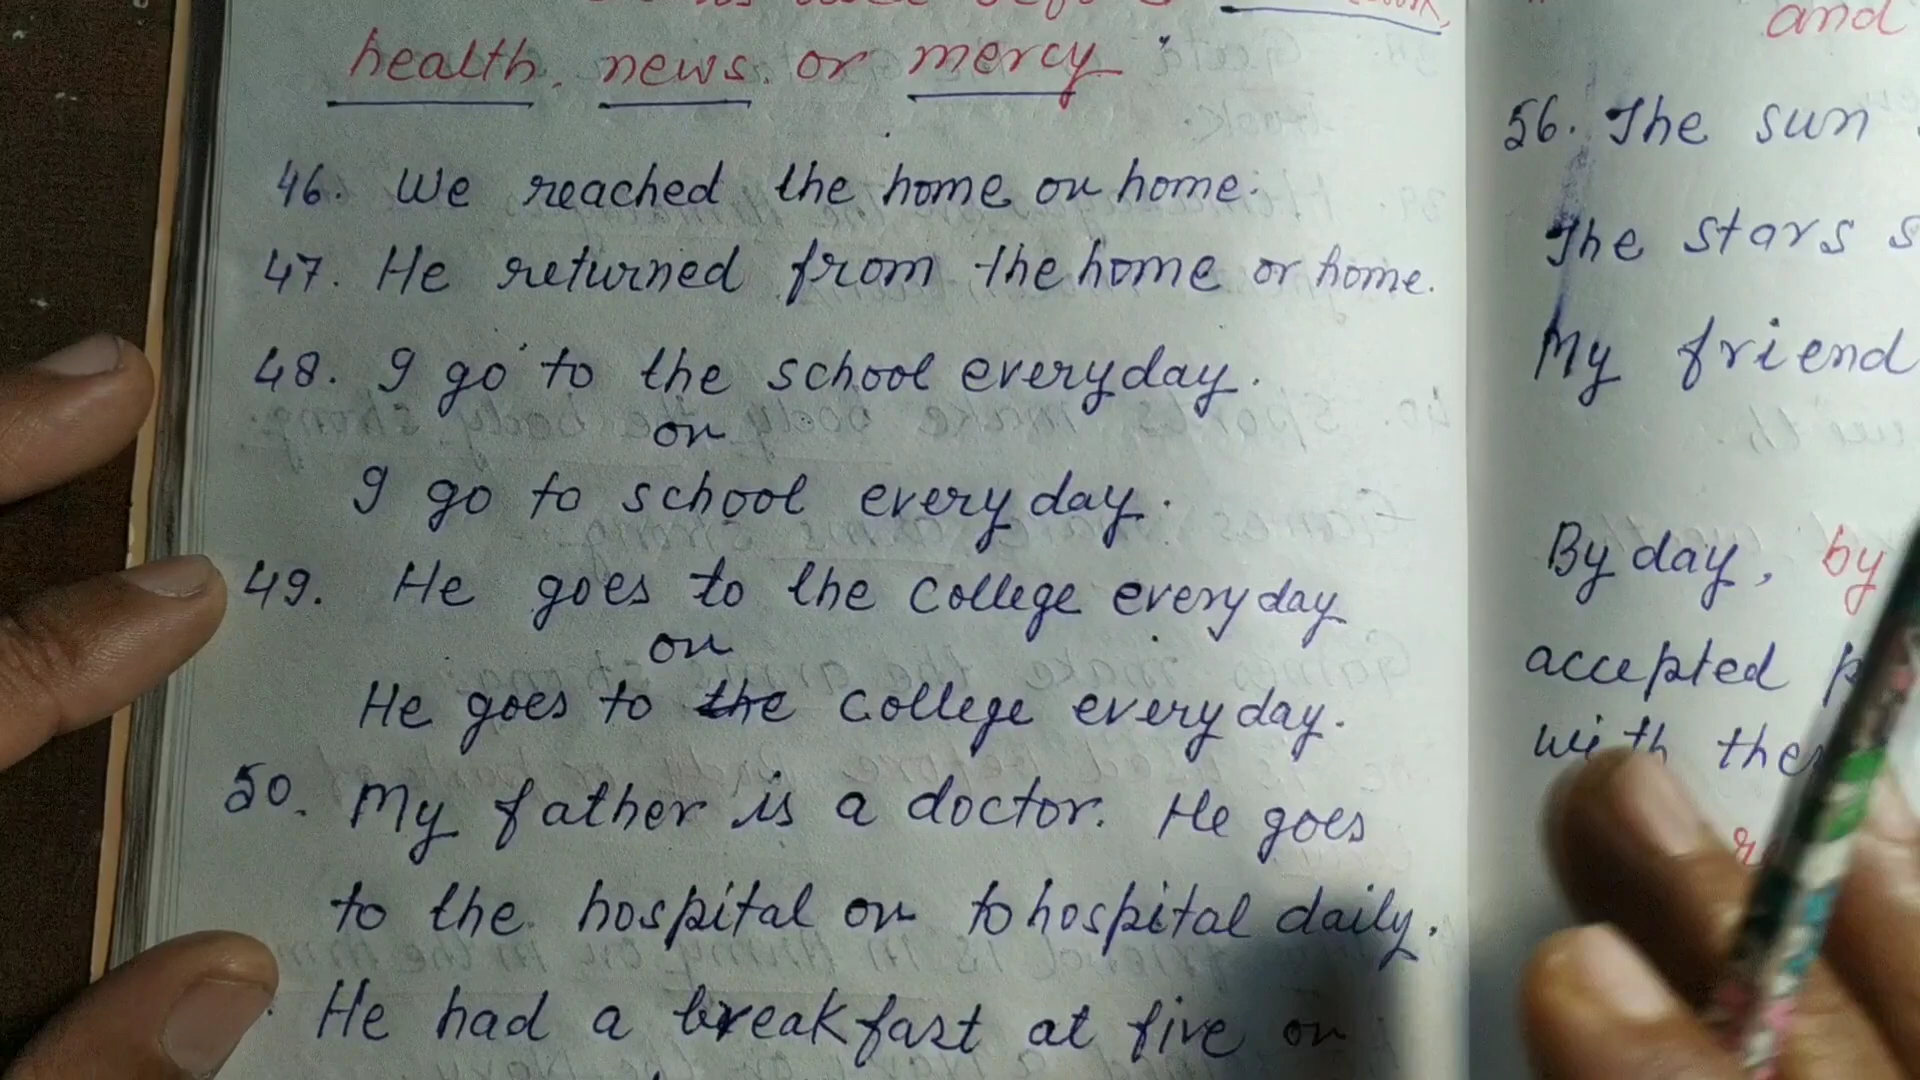 health, news or mercy
46. We reached the home or home.
47. He returned from the home or home.
48. I go to the school everyday.
or
I go to school everyday.
49. He goes to the college everyday
or
He goes to the college everyday.
50. My father is a doctor. He goes
to the hospital or to hospital daily.
He had a breakfast at five or
and
56. The sun
The stars
My friend
By day, by
accepted
with